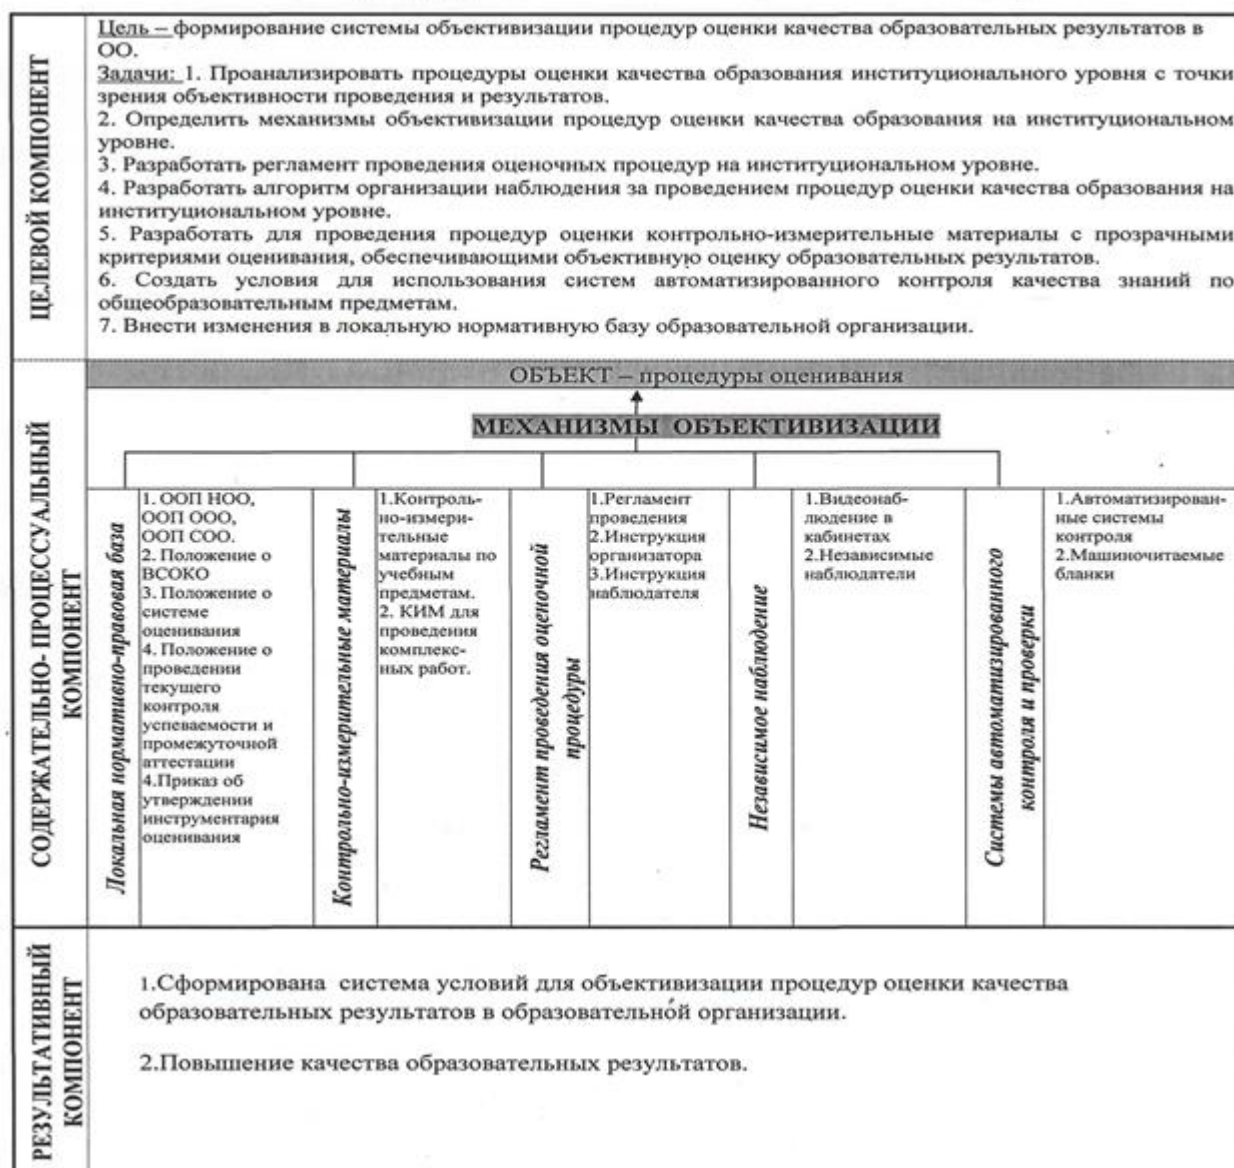 ЦЕЛЕВОЙ КОМПОНЕНТ
Цель – формирование системы объективизации процедур оценки качества образовательных результатов в
ОО.
Задачи: 1. Проанализировать процедуры оценки качества образования институционального уровня с точки
зрения объективности проведения и результатов.
2. Определить механизмы объективизации процедур оценки качества образования на институциональном
уровне.
3. Разработать регламент проведения оценочных процедур на институциональном уровне.
4. Разработать алгоритм организации наблюдения за проведением процедур оценки качества образования на
институциональном уровне.
5. Разработать для проведения процедур оценки контрольно-измерительные материалы с прозрачными
критериями оценивания, обеспечивающими объективную оценку образовательных результатов.
6. Создать условия для использования систем автоматизированного контроля качества знаний по
общеобразовательным предметам.
7. Внести изменения в локальную нормативную базу образовательной организации.
СОДЕРЖАТЕЛЬНО- ПРОЦЕССУАЛЬНЫЙ
КОМПОНЕНТ
ОБЪЕКТ – процедуры оценивания
МЕХАНИЗМЫ ОБЪЕКТИВИЗАЦИИ
Локальная нормативно-правовая база
1. ООП НОО,
ООП ООО,
ООП СОО.
2. Положение о
ВСОКО
3. Положение о
системе
оценивания
4. Положение о
проведении
текущего
контроля
успеваемости и
промежуточной
аттестации
4.Приказ об
утверждении
инструментария
оценивания
Контрольно-измерительные материалы
1.Контроль-
но-измери-
тельные
материалы по
учебным
предметам.
2. КИМ для
проведения
комплекс-
ных работ.
Регламент проведения оценочной
процедуры
1.Регламент
проведения
2.Инструкция
организатора
3.Инструкция
наблюдателя
Независимое наблюдение
1.Видеонаб-
людение в
кабинетах
2.Независимые
наблюдатели
Системы автоматизированного
контроля и проверки
1.Автоматизирован-
ные системы
контроля
2.Машиночитаемые
бланки
РЕЗУЛЬТАТИВНЫЙ
КОМПОНЕНТ
1.Сформирована система условий для объективизации процедур оценки качества
образовательных результатов в образовательной организации.
2.Повышение качества образовательных результатов.